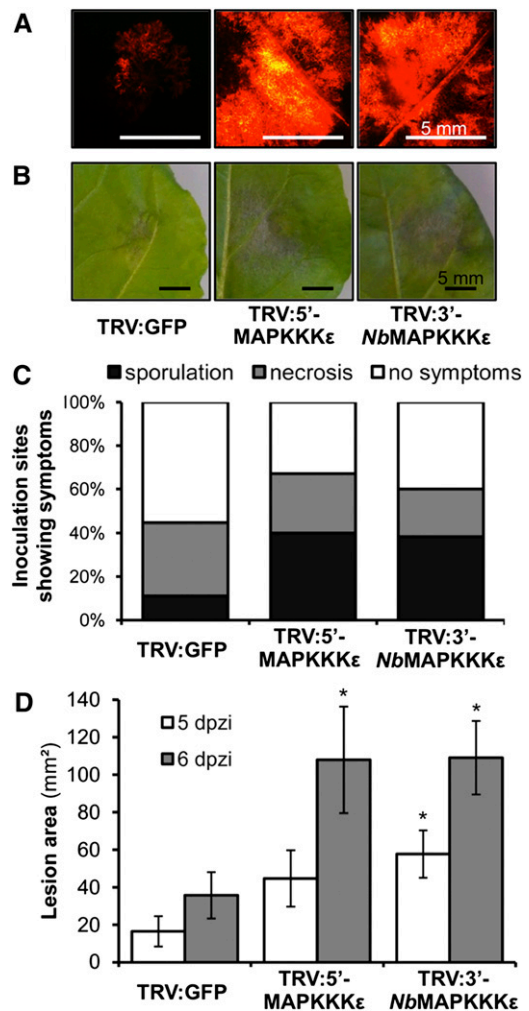 A
5 mm
B
5 mm
TRV:GFP
TRV:5'-
MAPKKKε
TRV:3'-
NbMAPKKKε
C
sporulation
necrosis
no symptoms
Inoculation sites
showing symptoms
100%
80%
60%
40%
20%
0%
TRV:GFP
TRV:5'-
MAPKKKε
TRV:3'-
NbMAPKKKε
D
Lesion area (mm²)
140
120
100
80
60
40
20
0
5 dpzi
6 dpzi
*
*
*
TRV:GFP
TRV:5'-
MAPKKKε
TRV:3'-
NbMAPKKKε